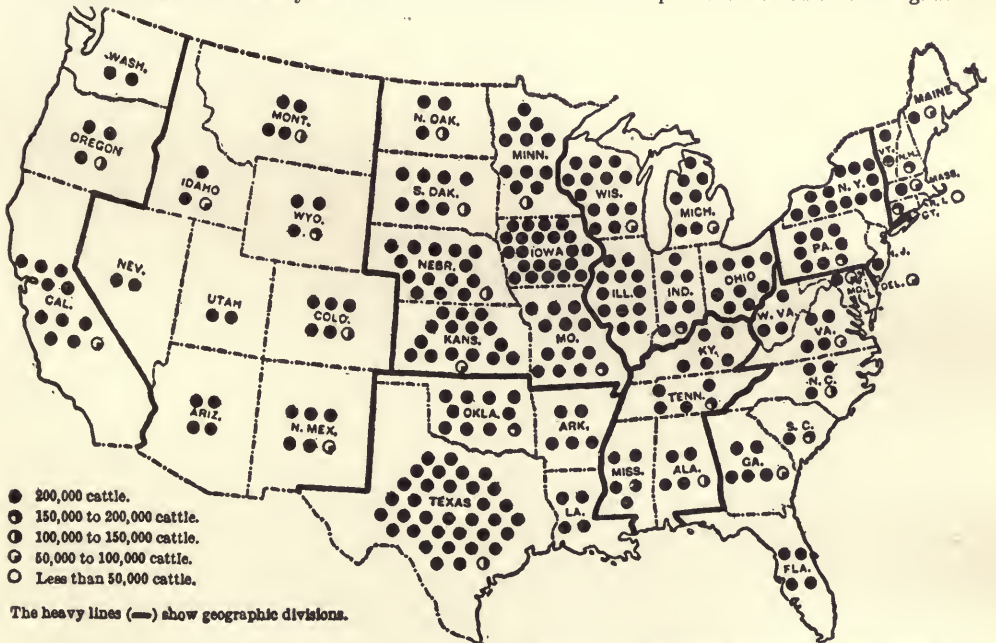 WASH.
MONT.
N. DAK.
MINN.
MAINE
OREGON
IDAHO
S. DAK.
WIS.
MICH.
VT.
N.H.
N. Y.
MASS.
R. I.
CT.
WYO.
NEBR.
IOWA
PA.
N. J.
NEV.
UTAH
COLO.
ILL.
IND.
OHIO
MD.
DEL.
CAL.
KANS.
MO.
W. VA.
VA.
KY.
ARIZ.
N. MEX.
OKLA.
ARK.
TENN.
N. C.
S. C.
TEXAS
LA.
MISS.
ALA.
GA.
FLA.
200,000 cattle.
150,000 to 200,000 cattle.
100,000 to 150,000 cattle.
50,000 to 100,000 cattle.
Less than 50,000 cattle.
The heavy lines (—) show geographic divisions.